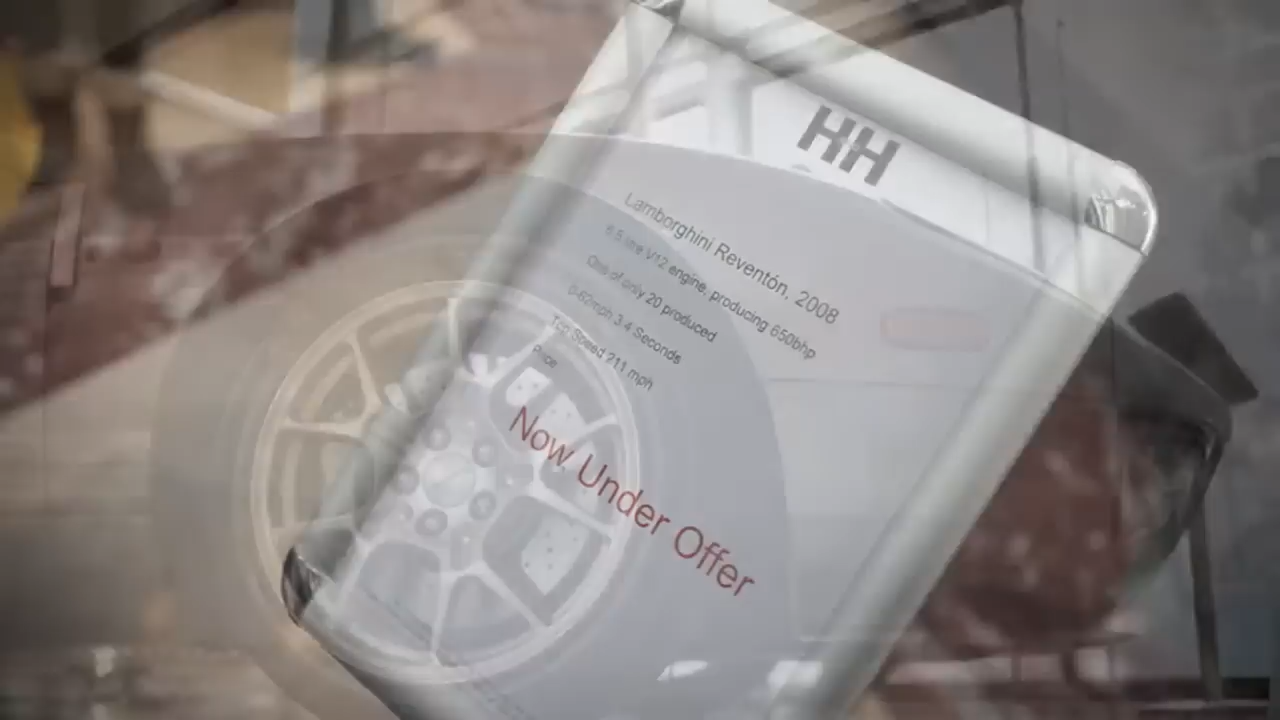 HH
Lamborghini Reventón, 2008
6.5 litre V12 engine, producing 650bhp
One of only 20 produced
0-62mph 3.4 Seconds
Top Speed 211 mph
Price
Now Under Offer